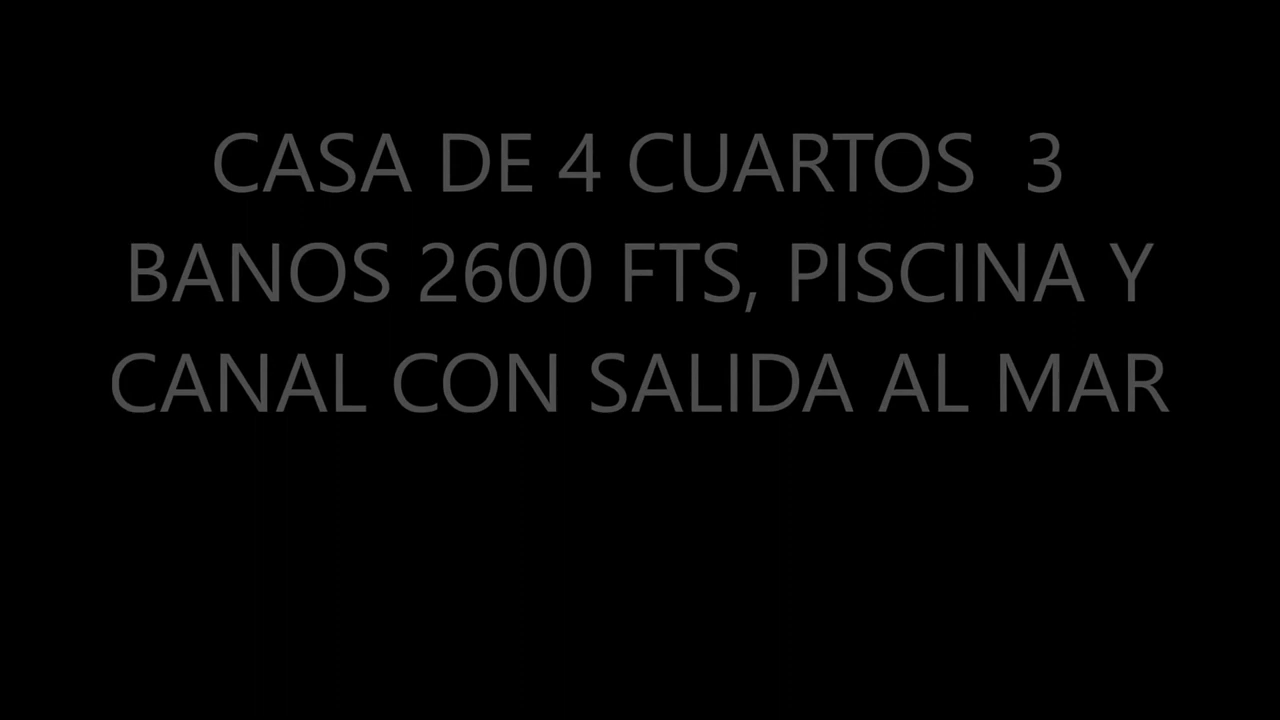 CASA DE 4 CUARTOS  3
BANOS 2600 FTS, PISCINA Y
CANAL CON SALIDA AL MAR